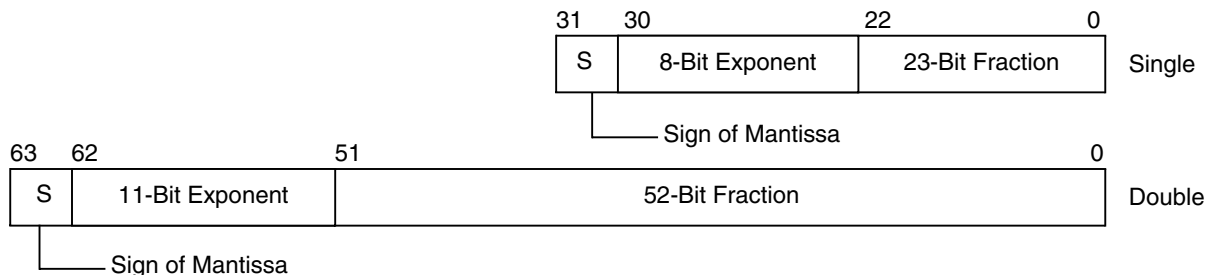 31 30 22 0
S 8-Bit Exponent 23-Bit Fraction Single
Sign of Mantissa
63 62 51 0
S 11-Bit Exponent 52-Bit Fraction Double
Sign of Mantissa